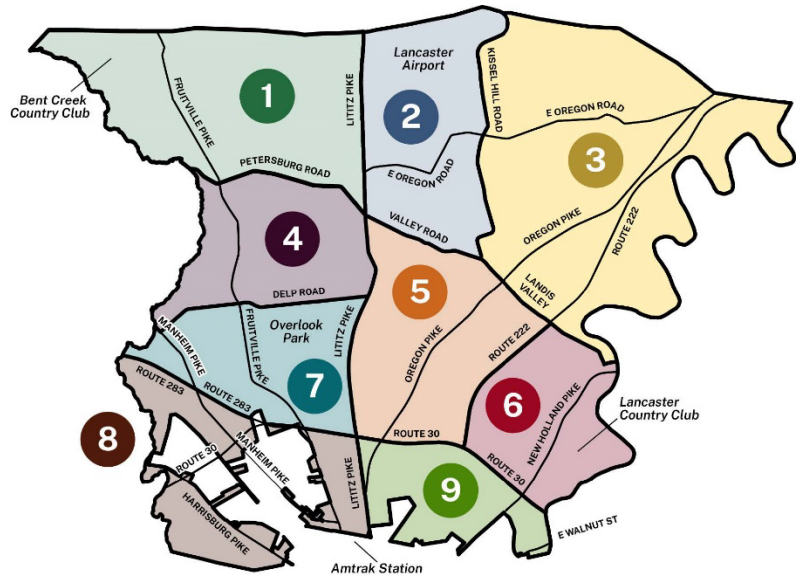 Bent Creek
Country Club
FRUITVILLE PIKE
1
LITITZ PIKE
PETERSBURG ROAD
Lancaster
Airport
2
KISSEL HILL ROAD
E OREGON ROAD
VALLEY ROAD
E OREGON ROAD
3
OREGON PIKE
ROUTE 222
LANDIS
VALLEY
4
DELP ROAD
5
OREGON PIKE
ROUTE 222
MANHEIM PIKE
FRUITVILLE PIKE
Overlook
Park
LITITZ PIKE
7
ROUTE 283
ROUTE 283
6
NEW HOLLAND PIKE
Lancaster
Country Club
8
ROUTE 30
MANHEIM PIKE
HARRISBURG PIKE
LITITZ PIKE
ROUTE 30
ROUTE 30
9
E WALNUT ST
Amtrak Station